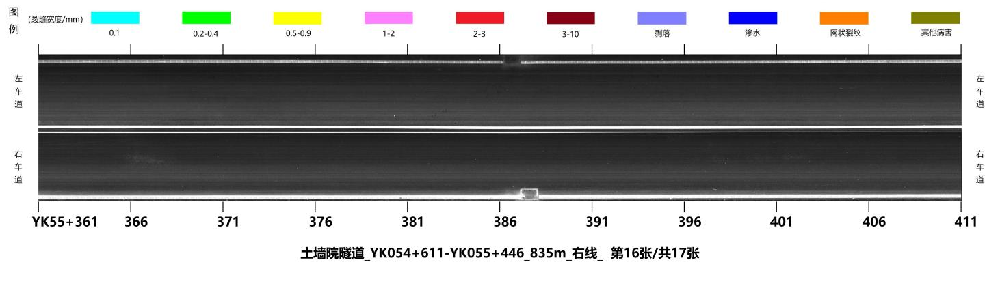 图例
(裂缝宽度/mm)
0.1 0.2-0.4 0.5-0.9 1-2 2-3 3-10 剥落 渗水 网状裂纹 其他病害
左车道 左车道
右车道 右车道
YK55+361 366 371 376 381 386 391 396 401 406 411
土墙院隧道_YK054+611-YK055+446_835m_右线_ 第16张/共17张